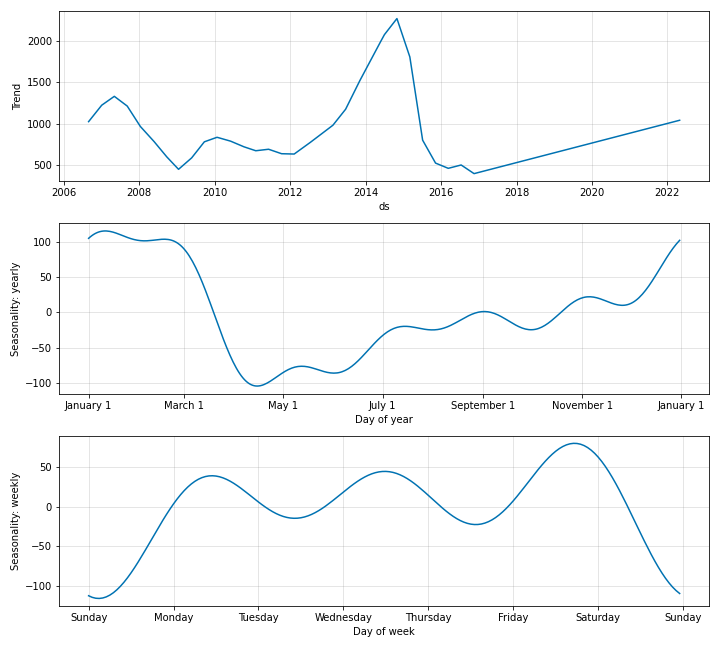 Trend
2000
1500
1000
500
2006 2008 2010 2012 2014 2016 2018 2020 2022
ds
Seasonality: yearly
100
50
0
−50
−100
January 1 March 1 May 1 July 1 September 1 November 1 January 1
Day of year
Seasonality: weekly
50
0
−50
−100
Sunday Monday Tuesday Wednesday Thursday Friday Saturday Sunday
Day of week